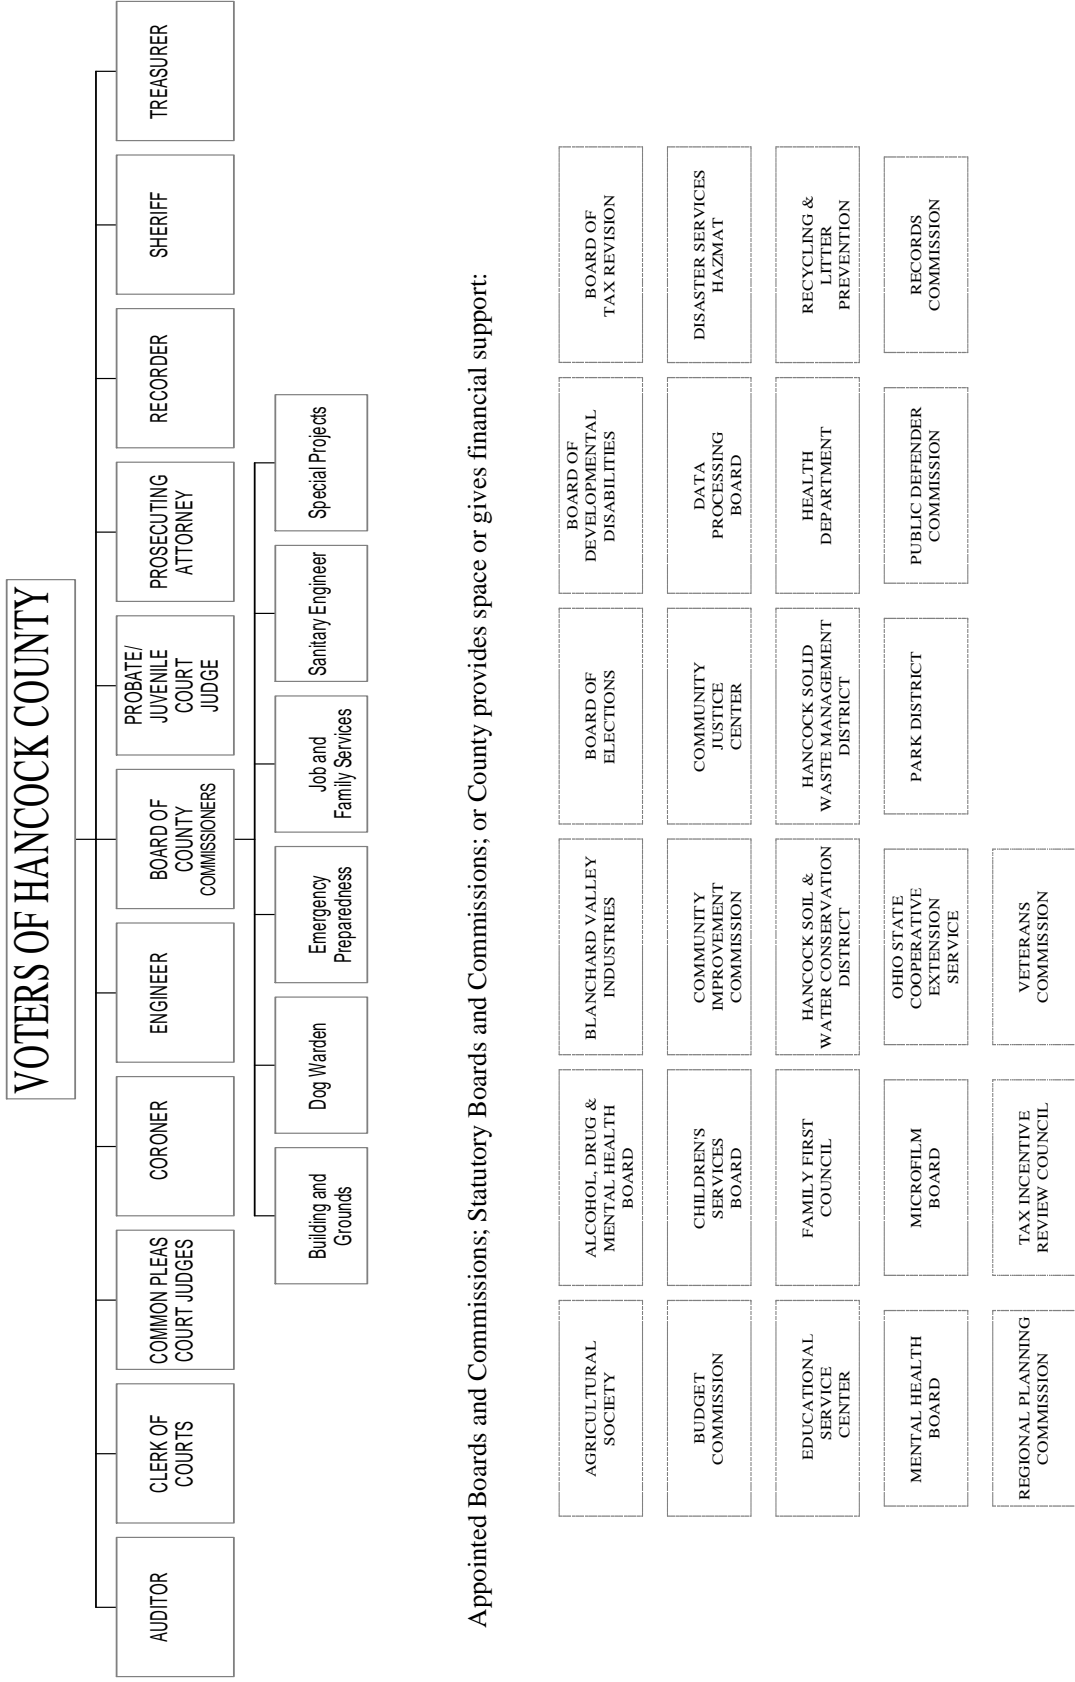 VOTERS OF HANCOCK COUNTY
AUDITOR
CLERK OF
COURTS
COMMON PLEAS
COURT JUDGES
CORONER
ENGINEER
BOARD OF
COUNTY
COMMISSIONERS
PROBATE/
JUVENILE
COURT
JUDGE
PROSECUTING
ATTORNEY
RECORDER
SHERIFF
TREASURER
Building and
Grounds
Dog Warden
Emergency
Preparedness
Job and
Family Services
Sanitary Engineer
Special Projects
Appointed Boards and Commissions; Statutory Boards and Commissions; or County provides space or gives financial support:
AGRICULTURAL
SOCIETY
ALCOHOL, DRUG &
MENTAL HEALTH
BOARD
BLANCHARD VALLEY
INDUSTRIES
BOARD OF
ELECTIONS
BOARD OF
DEVELOPMENTAL
DISABILITIES
BOARD OF
TAX REVISION
BUDGET
COMMISSION
CHILDREN'S
SERVICES
BOARD
COMMUNITY
IMPROVEMENT
COMMISSION
COMMUNITY
JUSTICE
CENTER
DATA
PROCESSING
BOARD
DISASTER SERVICES
HAZMAT
EDUCATIONAL
SERVICE
CENTER
FAMILY FIRST
COUNCIL
HANCOCK SOIL &
WATER CONSERVATION
DISTRICT
HANCOCK SOLID
WASTE MANAGEMENT
DISTRICT
HEALTH
DEPARTMENT
RECYCLING &
LITTER
PREVENTION
MENTAL HEALTH
BOARD
MICROFILM
BOARD
OHIO STATE
COOPERATIVE
EXTENSION
SERVICE
PARK DISTRICT
PUBLIC DEFENDER
COMMISSION
RECORDS
COMMISSION
REGIONAL PLANNING
COMMISSION
TAX INCENTIVE
REVIEW COUNCIL
VETERANS
COMMISSION